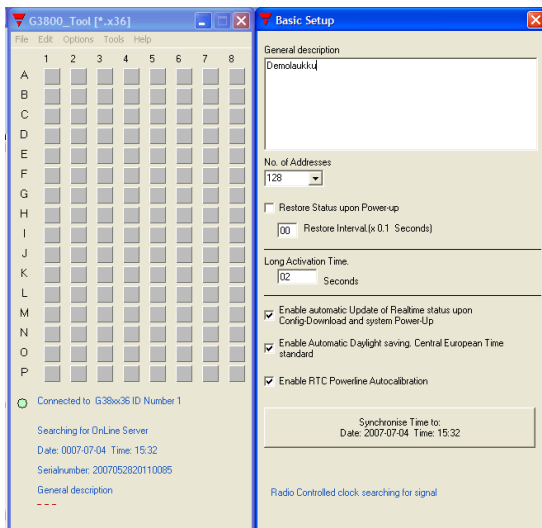 G3800_Tool [*.x36]
File Edit Options Tools Help
1 2 3 4 5 6 7 8
A
B
C
D
E
F
G
H
I
J
K
L
M
N
O
P
Connected to G38xx36 ID Number 1
Searching for OnLine Server
Date: 0007-07-04 Time: 15:32
Serialnumber: 2007052820110085
General description
---
Basic Setup
General description
Demolaukku
No. of Addresses
128
Restore Status upon Power-up
00 Restore Interval.(x 0.1 Seconds)
Long Activation Time.
02 Seconds
Enable automatic Update of Realtime status upon
Config-Download and system Power-Up
Enable Automatic Daylight saving. Central European Time
standard
Enable RTC Powerline Autocalibration
Synchronise Time to:
Date: 2007-07-04 Time: 15:32
Radio Controlled clock searching for signal